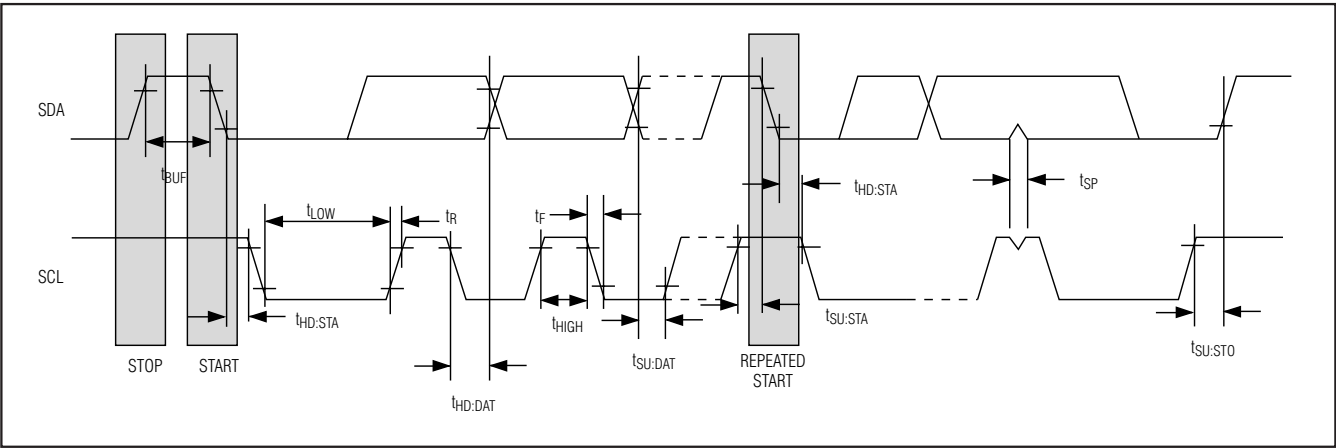 SDA
tBUF
tHD:STA
tSP
tLOW
tR
tF
SCL
tHD:STA
tHIGH
tSU:DAT
tSU:STA
tSU:STO
STOP
START
REPEATED
START
tHD:DAT